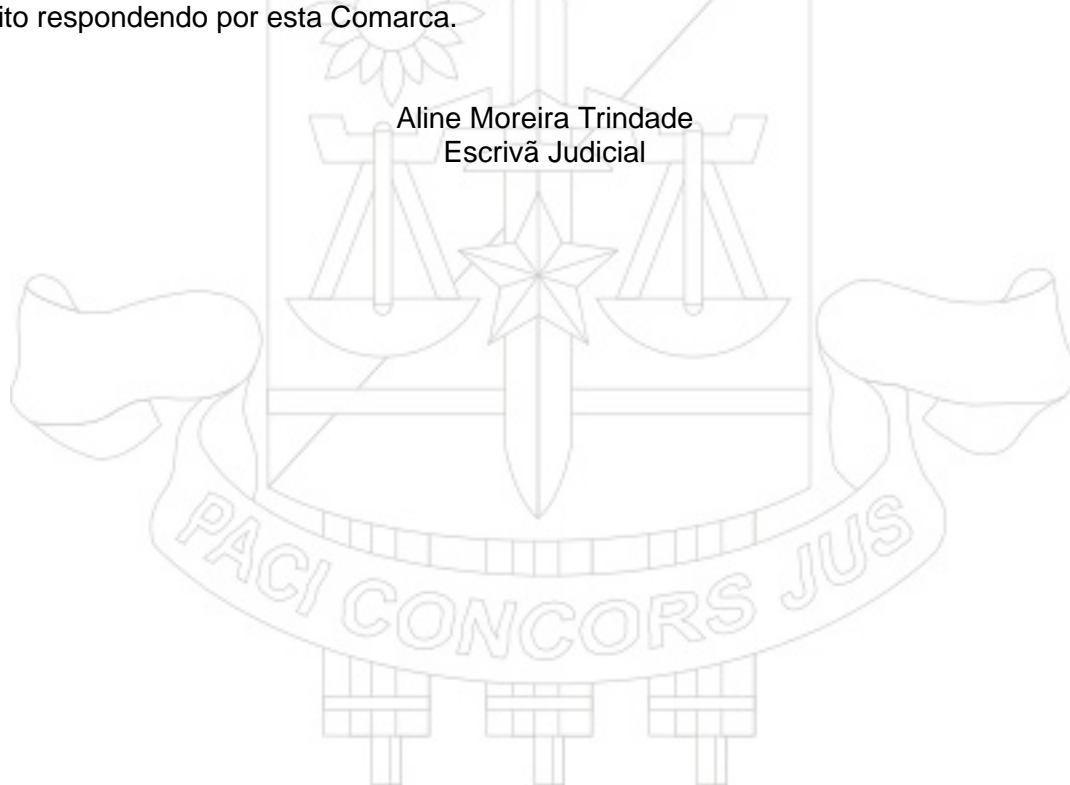 ito respondendo por esta Comarca.
Aline Moreira Trindade
Escrivã Judicial
PACI CONCORS JUS